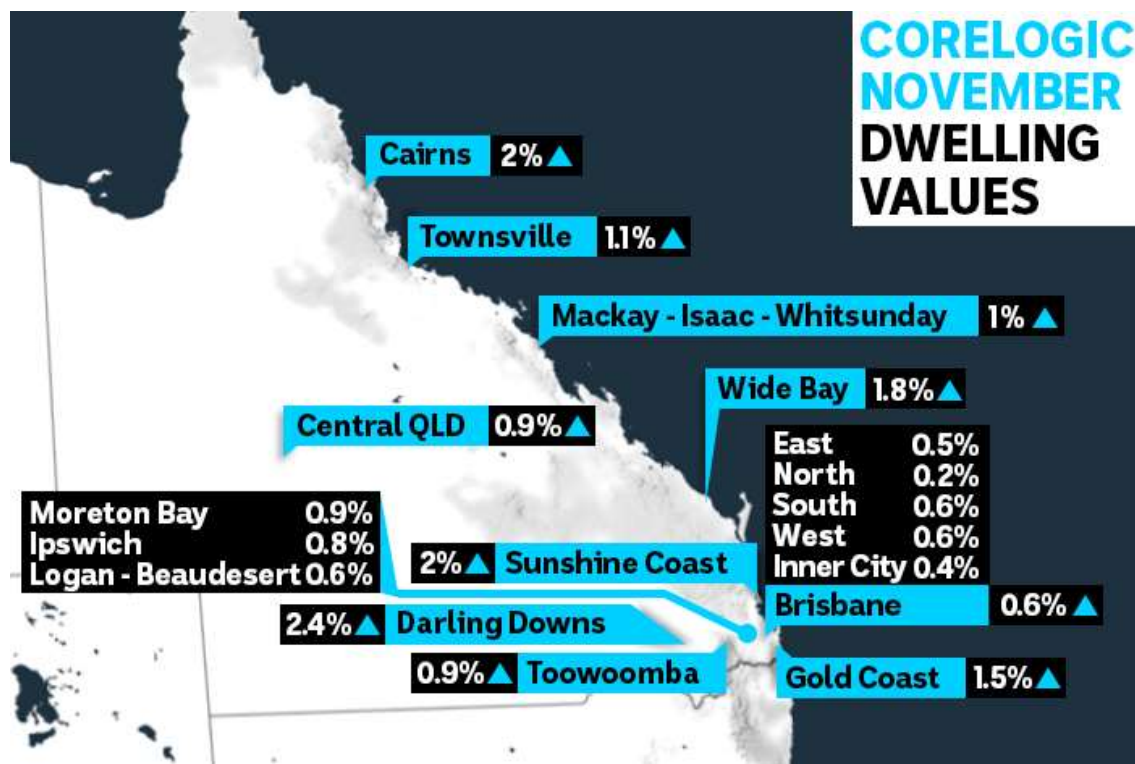 CORELOGIC
NOVEMBER
DWELLING
VALUES
Cairns 2%▲
Townsville 1.1%▲
Mackay - Isaac - Whitsunday 1% ▲
Wide Bay 1.8%▲
Central QLD 0.9%▲
East 0.5%
North 0.2%
South 0.6%
West 0.6%
Inner City 0.4%
Brisbane 0.6%▲
Moreton Bay 0.9%
Ipswich 0.8%
Logan - Beaudesert 0.6%
2%▲ Sunshine Coast
2.4%▲ Darling Downs
0.9%▲ Toowoomba
Gold Coast 1.5%▲